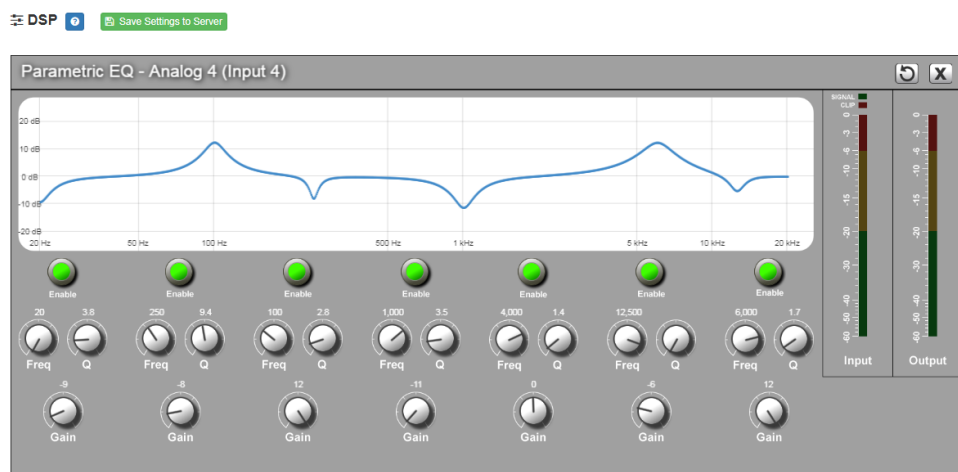 DSP ? Save Settings to Server
Parametric EQ - Analog 4 (Input 4) X
SIGNAL
CLIP
20 dB
10 dB
0 dB
-10 dB
-20 dB
20 Hz 50 Hz 100 Hz 500 Hz 1 kHz 5 kHz 10 kHz 20 kHz
0 0
-3 -3
-6 -6
-10 -10
-15 -15
-20 -20
-30 -30
-40 -40
-50 -50
-60 -60
Input Output
Enable Enable Enable Enable Enable Enable Enable
20 3.8 250 9.4 100 2.8 1,000 3.5 4,000 1.4 12,500 6,000 1.7
Freq Q Freq Q Freq Q Freq Q Freq Q Freq Q Freq Q
-9 -8 12 -11 0 -6 12
Gain Gain Gain Gain Gain Gain Gain